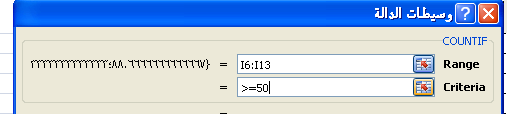 وسيطات الدالة
COUNTIF
Range I6:I13 =
Criteria >=50 =